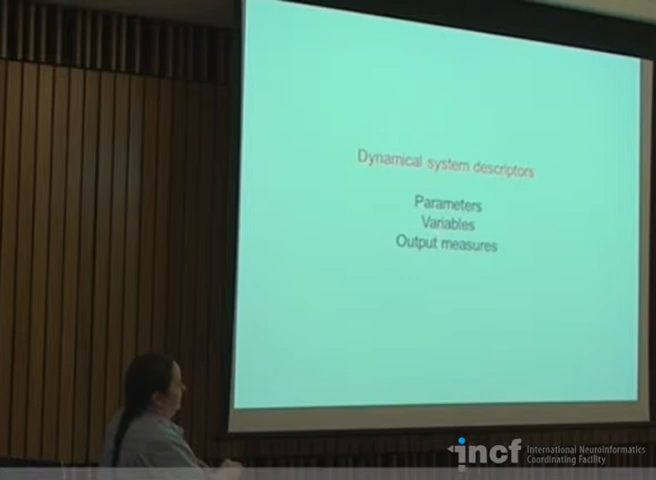 Dynamical system descriptors
Parameters
Variables
Output measures
incf International Neuroinformatics
Coordinating Facility